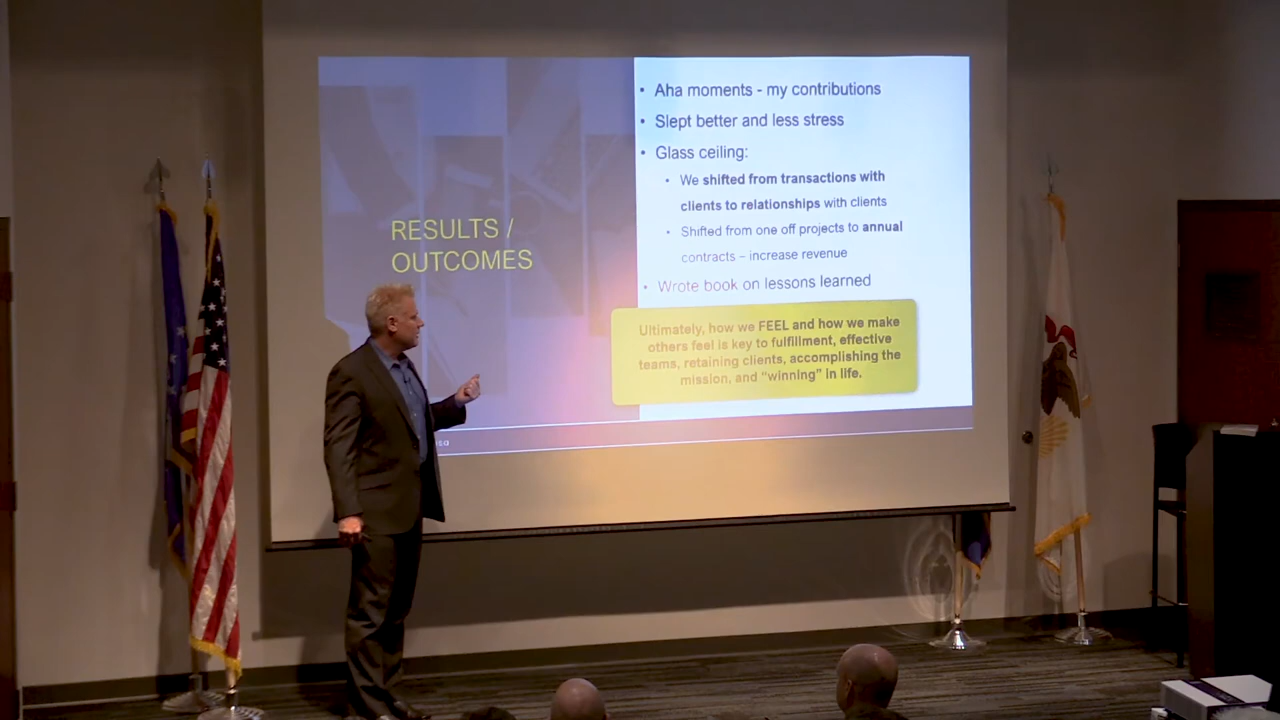 RESULTS /
OUTCOMES
• Aha moments - my contributions
• Slept better and less stress
• Glass ceiling:
• We shifted from transactions with
clients to relationships with clients
• Shifted from one off projects to annual
contracts – increase revenue
• Wrote book on lessons learned
Ultimately, how we FEEL and how we make
others feel is key to fulfillment, effective
teams, retaining clients, accomplishing the
mission, and “winning” in life.